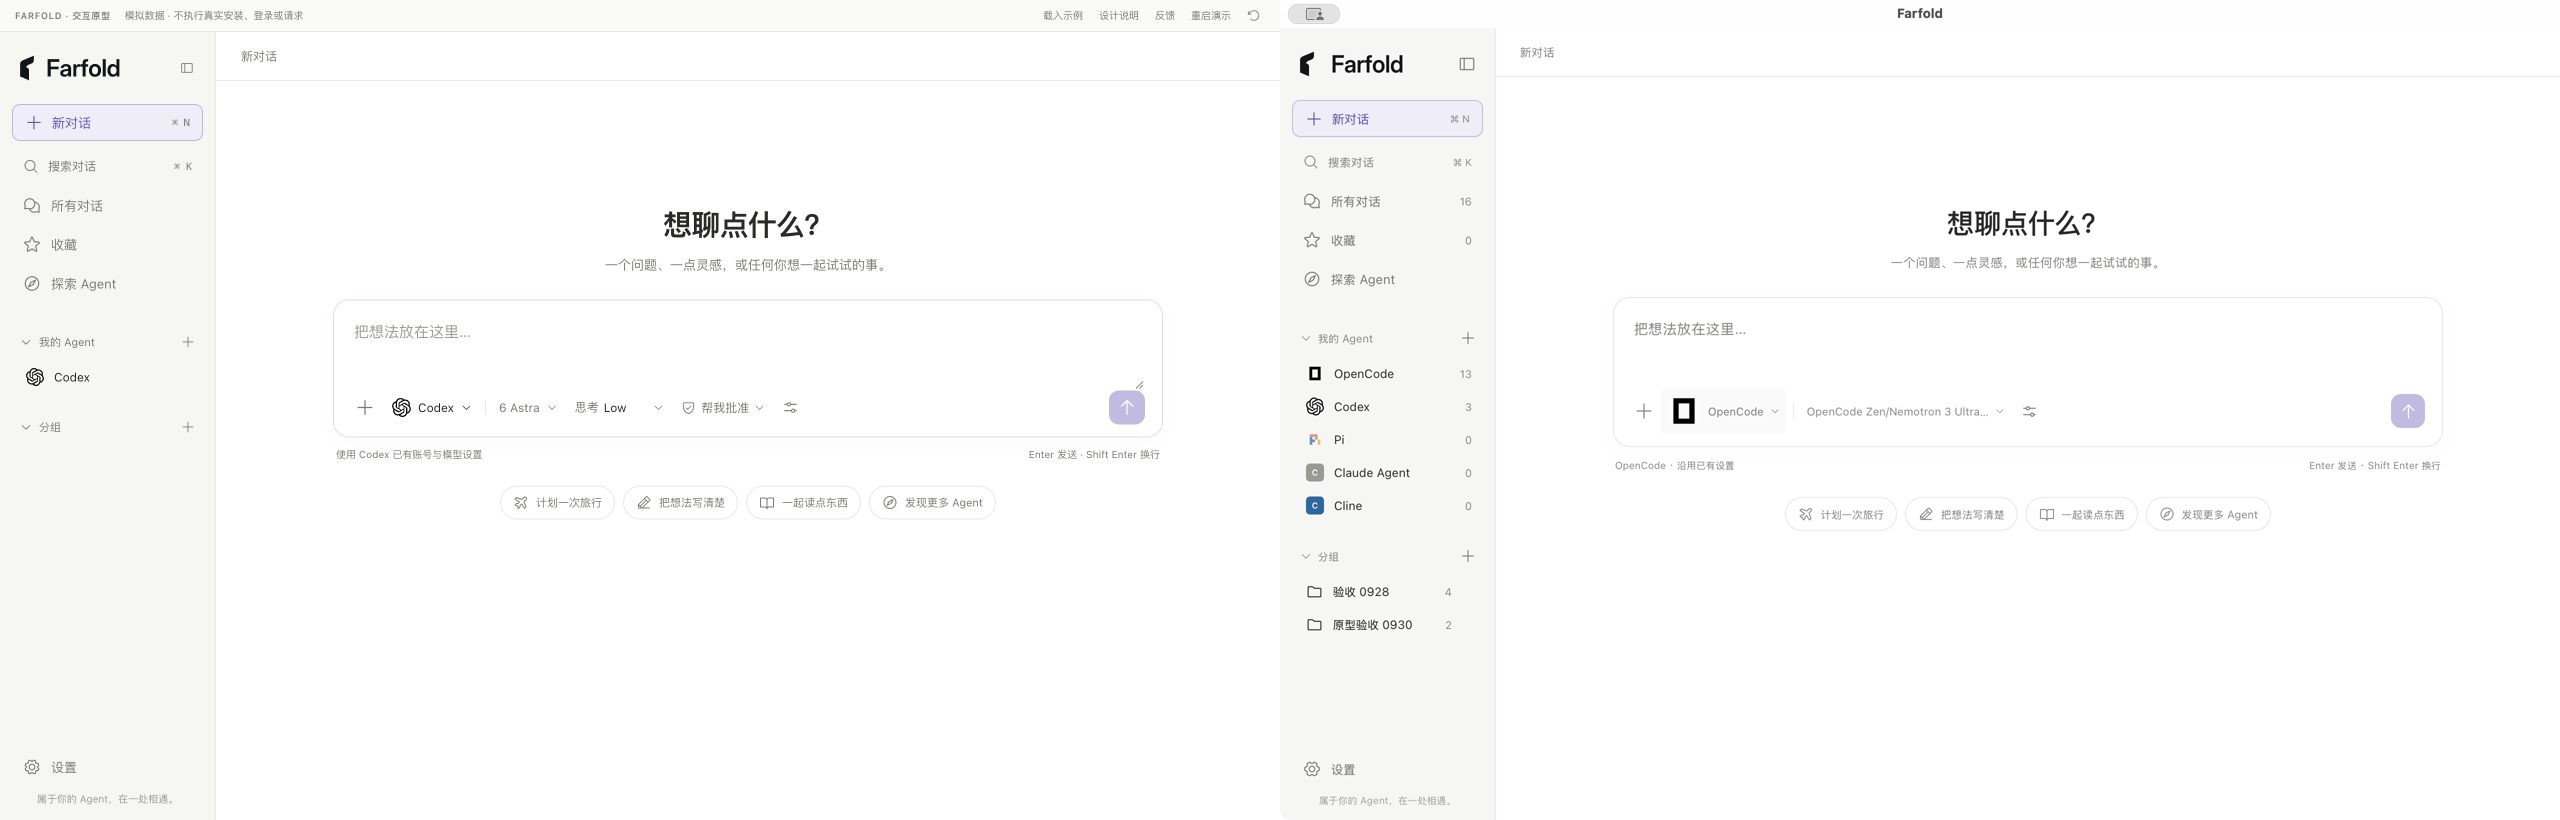 FARFOLD · 交互原型 模拟数据 · 不执行真实安装、登录或请求 载入示例 设计说明 反馈 重启演示
Farfold
新对话 ⌘ N
搜索对话 ⌘ K
所有对话
收藏
探索 Agent
我的 Agent
Codex
分组
设置
属于你的 Agent，在一处相遇。
新对话
想聊点什么?
一个问题、一点灵感，或任何你想一起试试的事。
把想法放在这里...
Codex 6 Astra 思考 Low 帮我批准
使用 Codex 已有账号与模型设置 Enter 发送 · Shift Enter 换行
计划一次旅行 把想法写清楚 一起读点东西 发现更多 Agent
Farfold
Farfold
新对话 ⌘ N
搜索对话 ⌘ K
所有对话 16
收藏 0
探索 Agent
我的 Agent
OpenCode 13
Codex 3
Pi 0
C Claude Agent 0
C Cline 0
分组
验收 0928 4
原型验收 0930 2
设置
属于你的 Agent，在一处相遇。
新对话
想聊点什么?
一个问题、一点灵感，或任何你想一起试试的事。
把想法放在这里...
OpenCode OpenCode Zen/Nemotron 3 Ultra...
OpenCode · 沿用已有设置 Enter 发送 · Shift Enter 换行
计划一次旅行 把想法写清楚 一起读点东西 发现更多 Agent